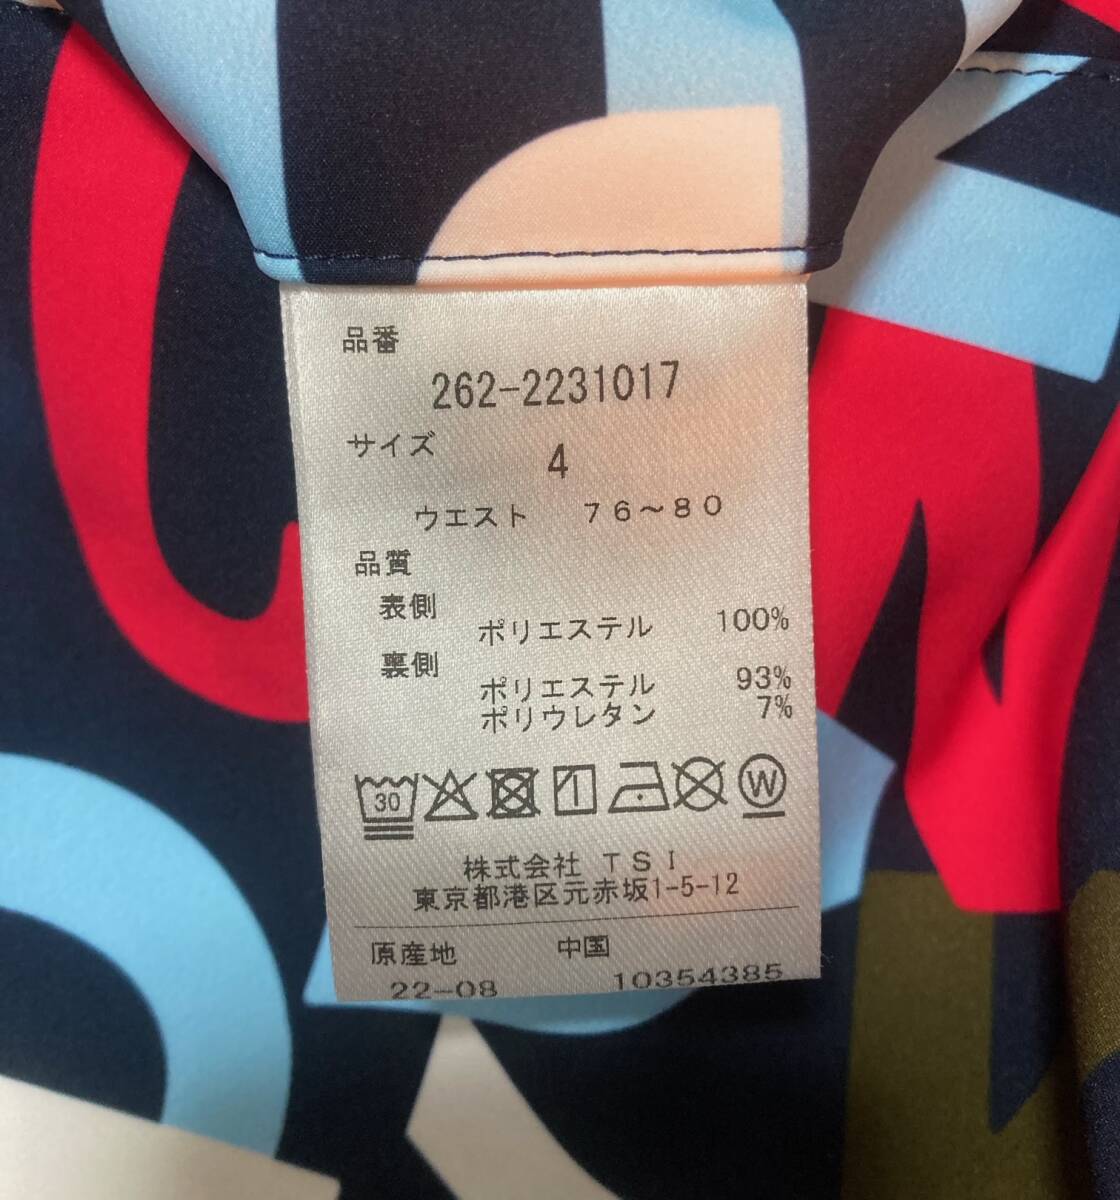 品番
262-2231017
サイズ
4
ウエスト 76～80
品質
表側
ポリエステル 100%
裏側
ポリエステル 93%
ポリウレタン 7%
30
W
株式会社 TSI
東京都港区元赤坂1-5-12
原産地 中国
22-08 10354385